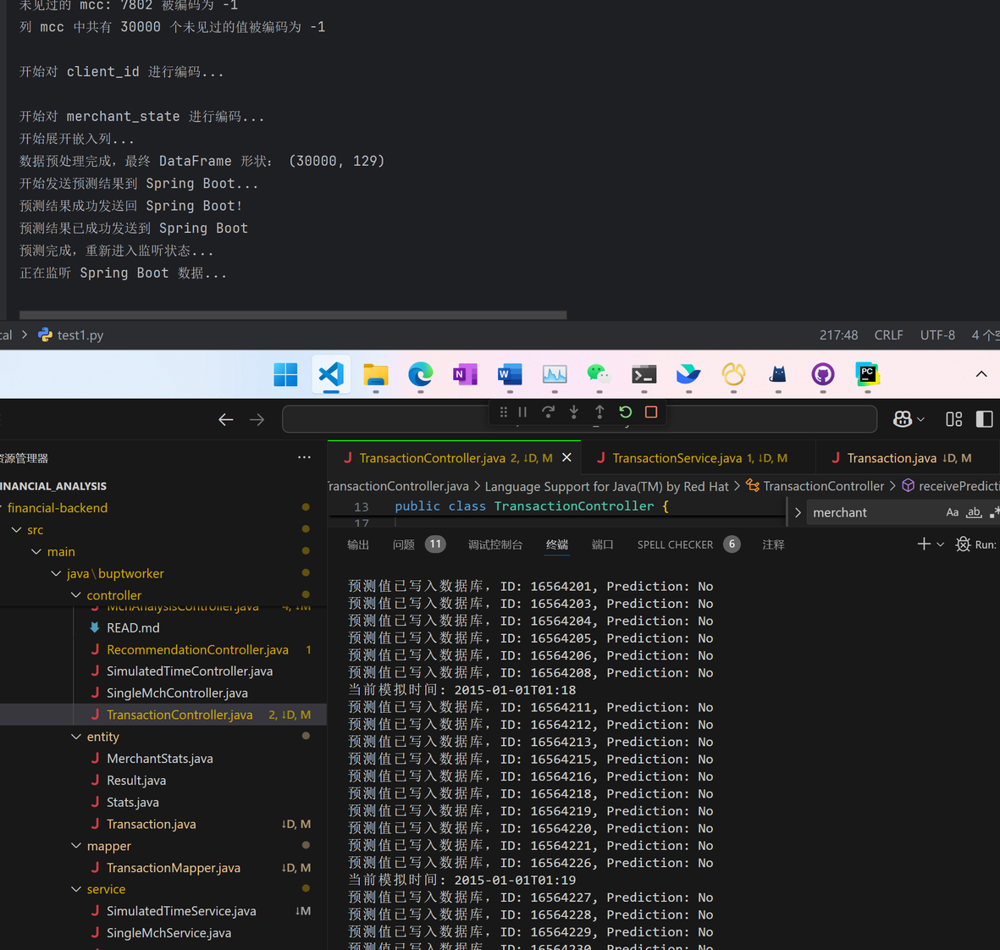 未见过的 mcc: 7802 被编码为 -1
列 mcc 中共有 30000 个未见过的值被编码为 -1
开始对 client_id 进行编码...
开始对 merchant_state 进行编码...
开始展开嵌入列...
数据预处理完成，最终 DataFrame 形状： (30000, 129)
开始发送预测结果到 Spring Boot...
预测结果成功发送回 Spring Boot!
预测结果已成功发送到 Spring Boot
预测完成，重新进入监听状态...
正在监听 Spring Boot 数据...
cal > test1.py 217:48 CRLF UTF-8 4 个
资源管理器 ...
INANCIAL_ANALYSIS
financial-backend
src
main
java\buptworker
controller
MchAnalysisController.java 4, ↓M
READ.md
RecommendationController.java 1
SimulatedTimeController.java
SingleMchController.java
TransactionController.java 2, ↓D, M
entity
MerchantStats.java
Result.java
Stats.java
Transaction.java ↓D, M
mapper
TransactionMapper.java ↓D, M
service
SimulatedTimeService.java ↓M
SingleMchService.java
TransactionController.java 2, ↓D, M TransactionService.java 1, ↓D, M Transaction.java ↓D, M
ransactionController.java > Language Support for Java(TM) by Red Hat > TransactionController > receivePredicti
13 public class TransactionController {
17
merchant Aa ab
输出 问题 11 调试控制台 终端 端口 SPELL CHECKER 6 注释 Run:
预测值已写入数据库，ID: 16564201, Prediction: No
预测值已写入数据库，ID: 16564203, Prediction: No
预测值已写入数据库，ID: 16564204, Prediction: No
预测值已写入数据库，ID: 16564205, Prediction: No
预测值已写入数据库，ID: 16564206, Prediction: No
预测值已写入数据库，ID: 16564208, Prediction: No
当前模拟时间: 2015-01-01T01:18
预测值已写入数据库，ID: 16564211, Prediction: No
预测值已写入数据库，ID: 16564212, Prediction: No
预测值已写入数据库，ID: 16564213, Prediction: No
预测值已写入数据库，ID: 16564215, Prediction: No
预测值已写入数据库，ID: 16564216, Prediction: No
预测值已写入数据库，ID: 16564218, Prediction: No
预测值已写入数据库，ID: 16564219, Prediction: No
预测值已写入数据库，ID: 16564220, Prediction: No
预测值已写入数据库，ID: 16564221, Prediction: No
预测值已写入数据库，ID: 16564226, Prediction: No
当前模拟时间: 2015-01-01T01:19
预测值已写入数据库，ID: 16564227, Prediction: No
预测值已写入数据库，ID: 16564228, Prediction: No
预测值已写入数据库，ID: 16564229, Prediction: No
预测值已写入数据库，ID: 16564230, Prediction: No